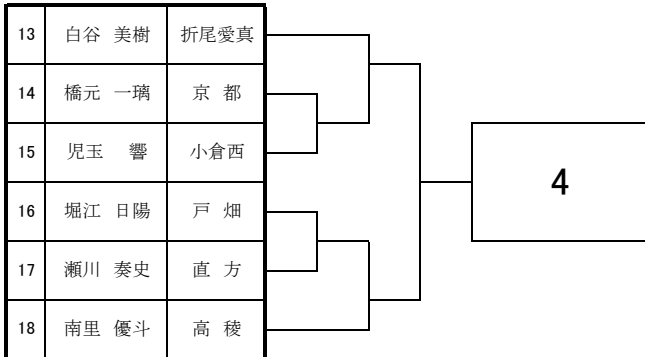 13 白谷 美樹 折尾愛真
14 橋元 一璃 京 都
15 児玉 響 小倉西
16 堀江 日陽 戸 畑
17 瀬川 奏史 直 方
18 南里 優斗 高 稜
4